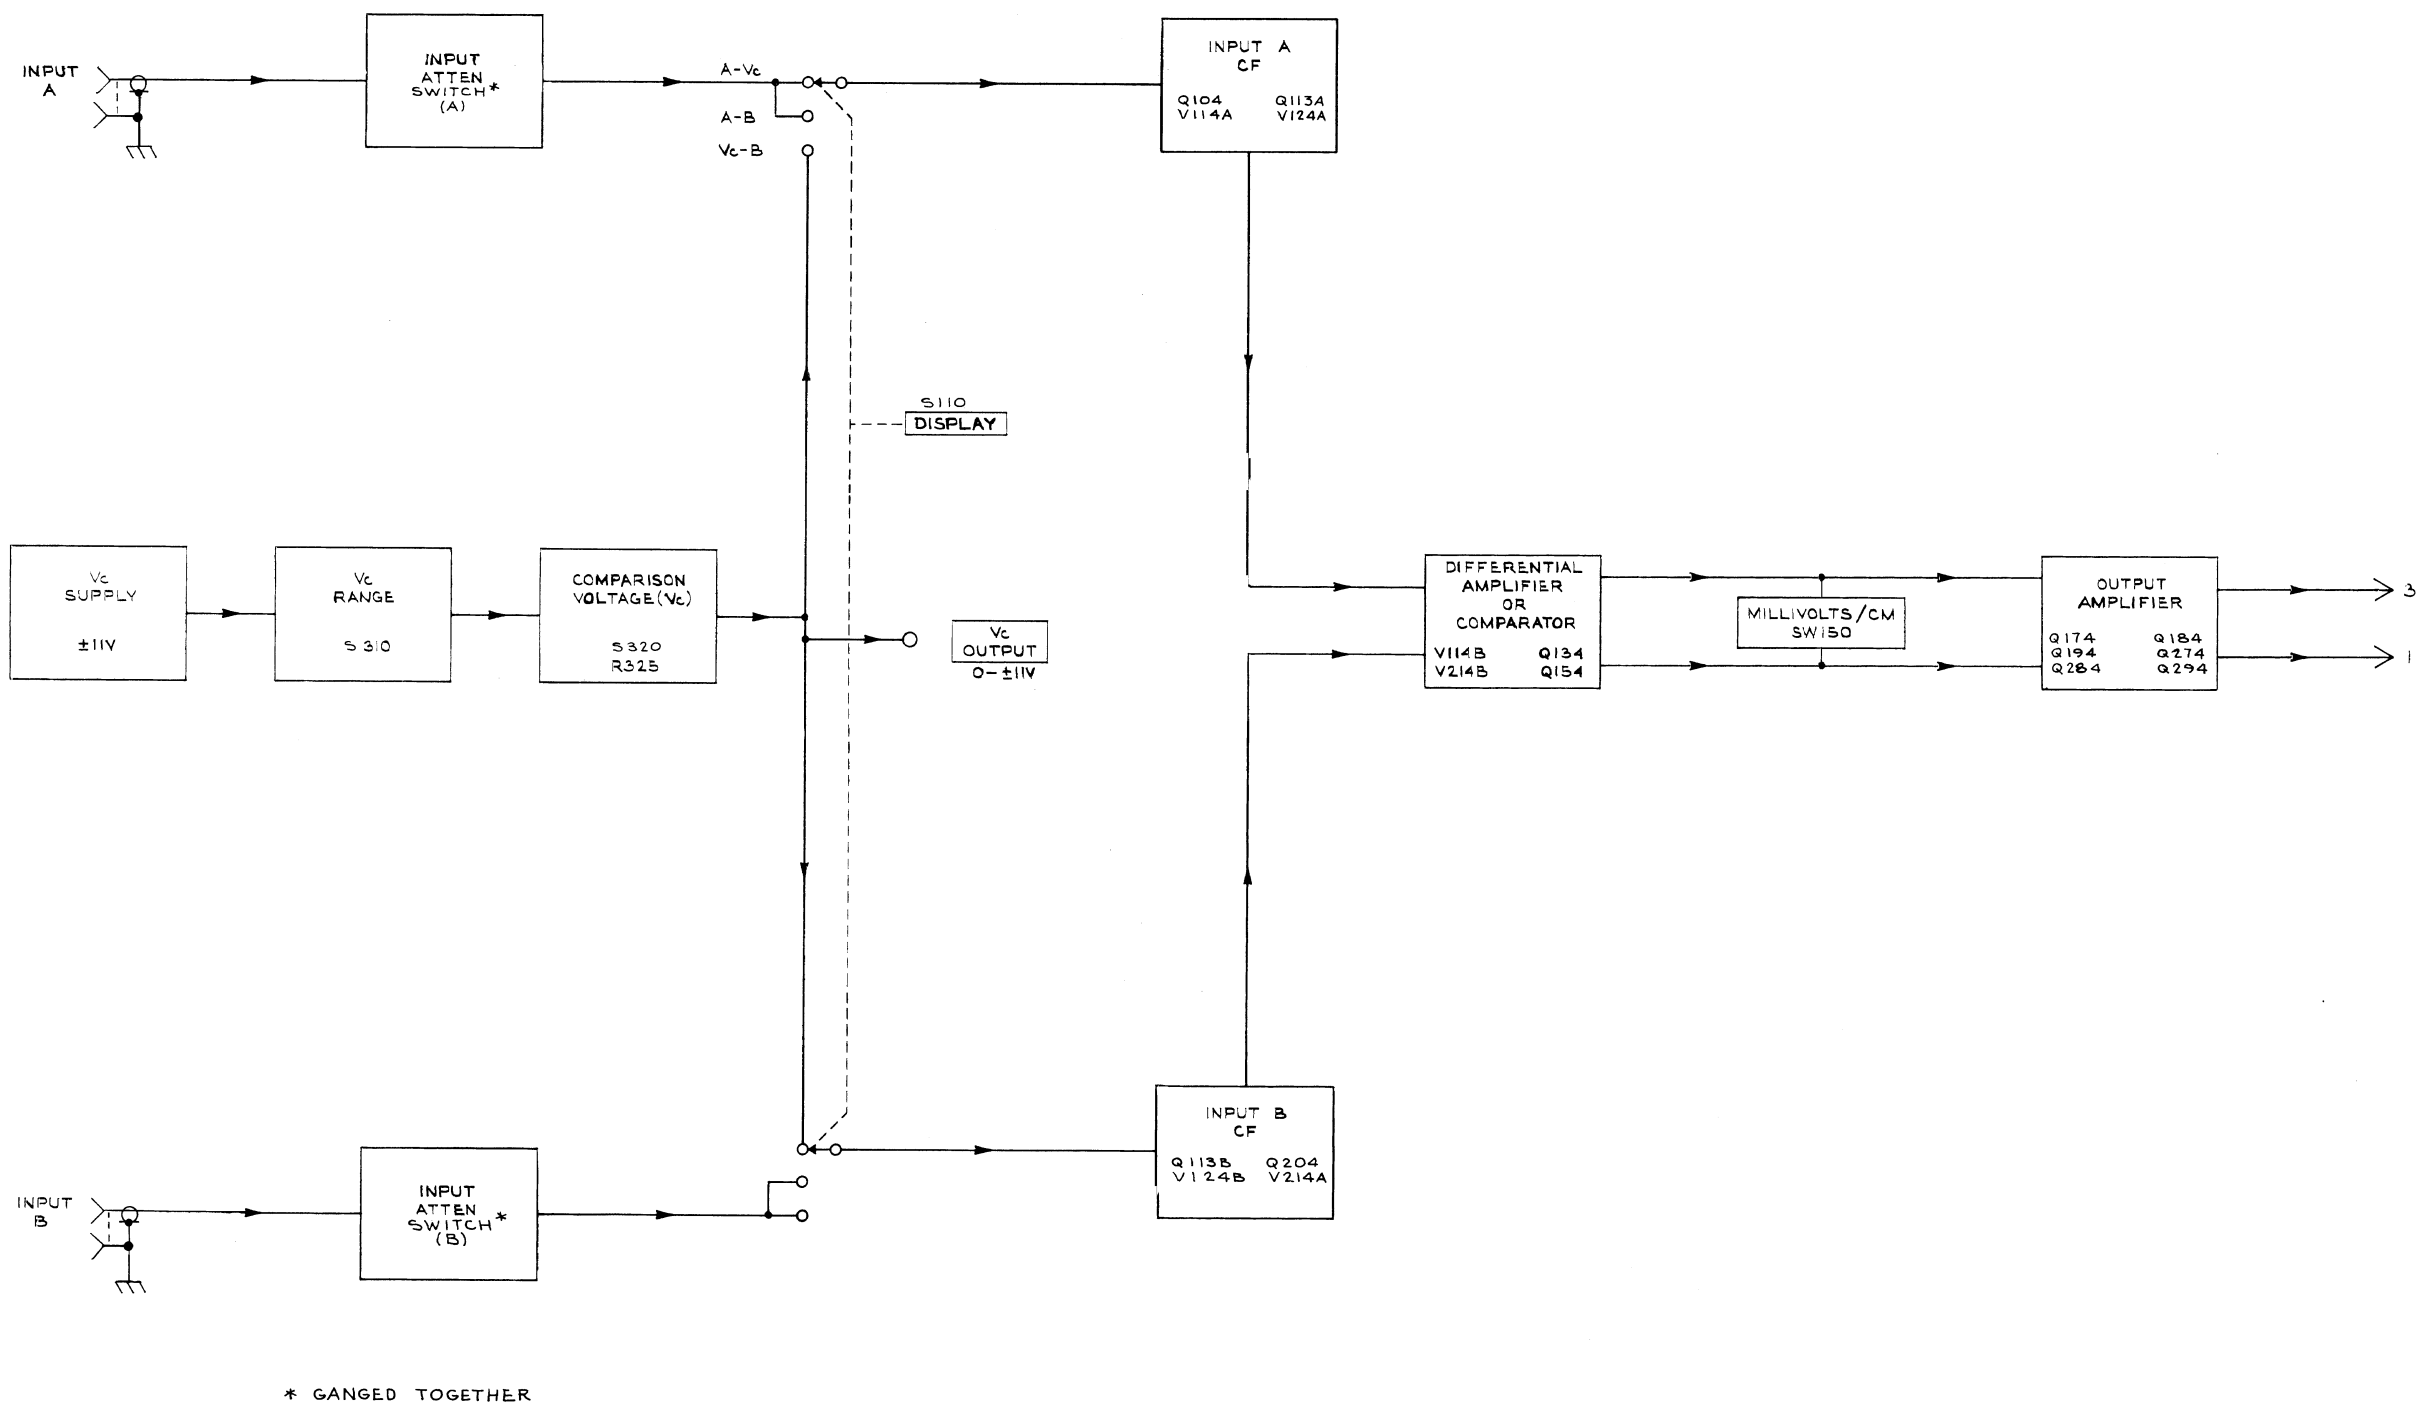 INPUT
A
INPUT
ATTEN
SWITCH*
(A)
A-Vc
A-B
Vc-B
INPUT A
CF
Q104 Q113A
V114A V124A
S110
DISPLAY
Vc
SUPPLY
±11V
Vc
RANGE
S310
COMPARISON
VOLTAGE(Vc)
S320
R325
Vc
OUTPUT
0-±11V
DIFFERENTIAL
AMPLIFIER
OR
COMPARATOR
V114B Q134
V214B Q154
MILLIVOLTS/CM
SW150
OUTPUT
AMPLIFIER
Q174 Q184
Q194 Q274
Q284 Q294
3
1
INPUT B
CF
Q113B Q204
V124B V214A
INPUT
B
INPUT
ATTEN
SWITCH*
(B)
* GANGED TOGETHER